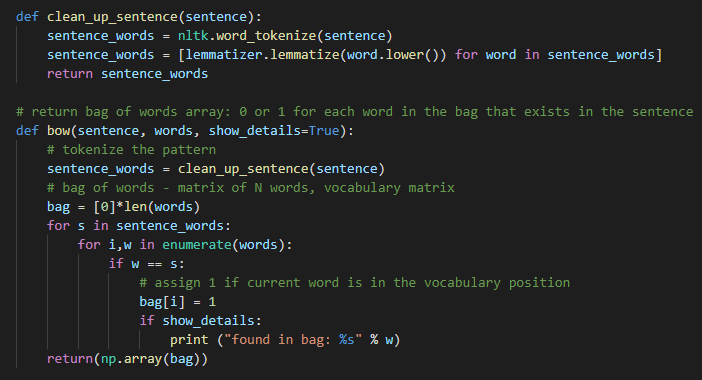 def clean_up_sentence(sentence):
    sentence_words = nltk.word_tokenize(sentence)
    sentence_words = [lemmatizer.lemmatize(word.lower()) for word in sentence_words]
    return sentence_words

# return bag of words array: 0 or 1 for each word in the bag that exists in the sentence
def bow(sentence, words, show_details=True):
    # tokenize the pattern
    sentence_words = clean_up_sentence(sentence)
    # bag of words - matrix of N words, vocabulary matrix
    bag = [0]*len(words)
    for s in sentence_words:
        for i,w in enumerate(words):
            if w == s:
                # assign 1 if current word is in the vocabulary position
                bag[i] = 1
                if show_details:
                    print ("found in bag: %s" % w)
    return(np.array(bag))